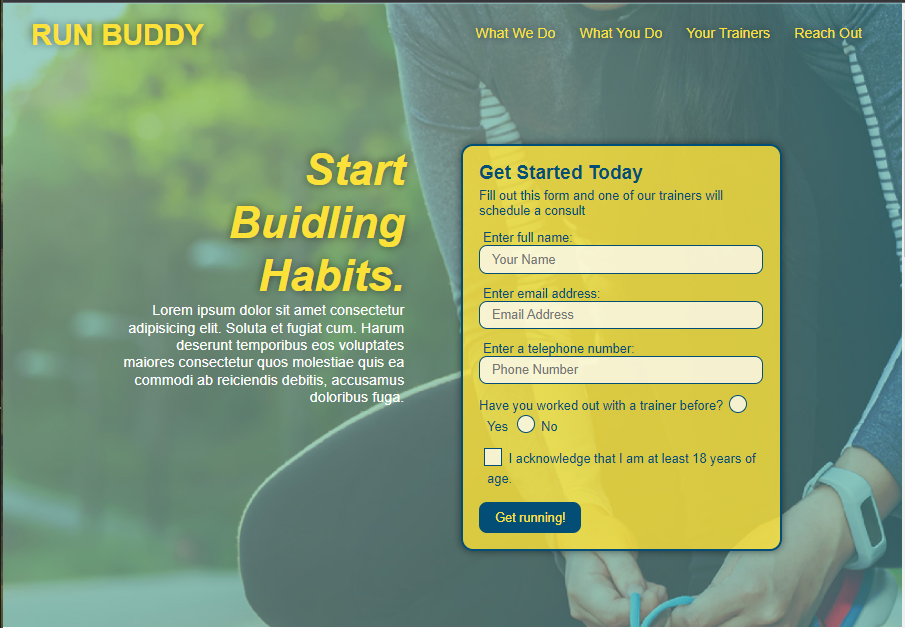 RUN BUDDY
What We Do What You Do Your Trainers Reach Out
Start
Buidling
Habits.
Lorem ipsum dolor sit amet consectetur
adipisicing elit. Soluta et fugiat cum. Harum
deserunt temporibus eos voluptates
maiores consectetur quos molestiae quis ea
commodi ab reiciendis debitis, accusamus
doloribus fuga.
Get Started Today
Fill out this form and one of our trainers will
schedule a consult
Enter full name:
Your Name
Enter email address:
Email Address
Enter a telephone number:
Phone Number
Have you worked out with a trainer before?
Yes No
I acknowledge that I am at least 18 years of
age.
Get running!